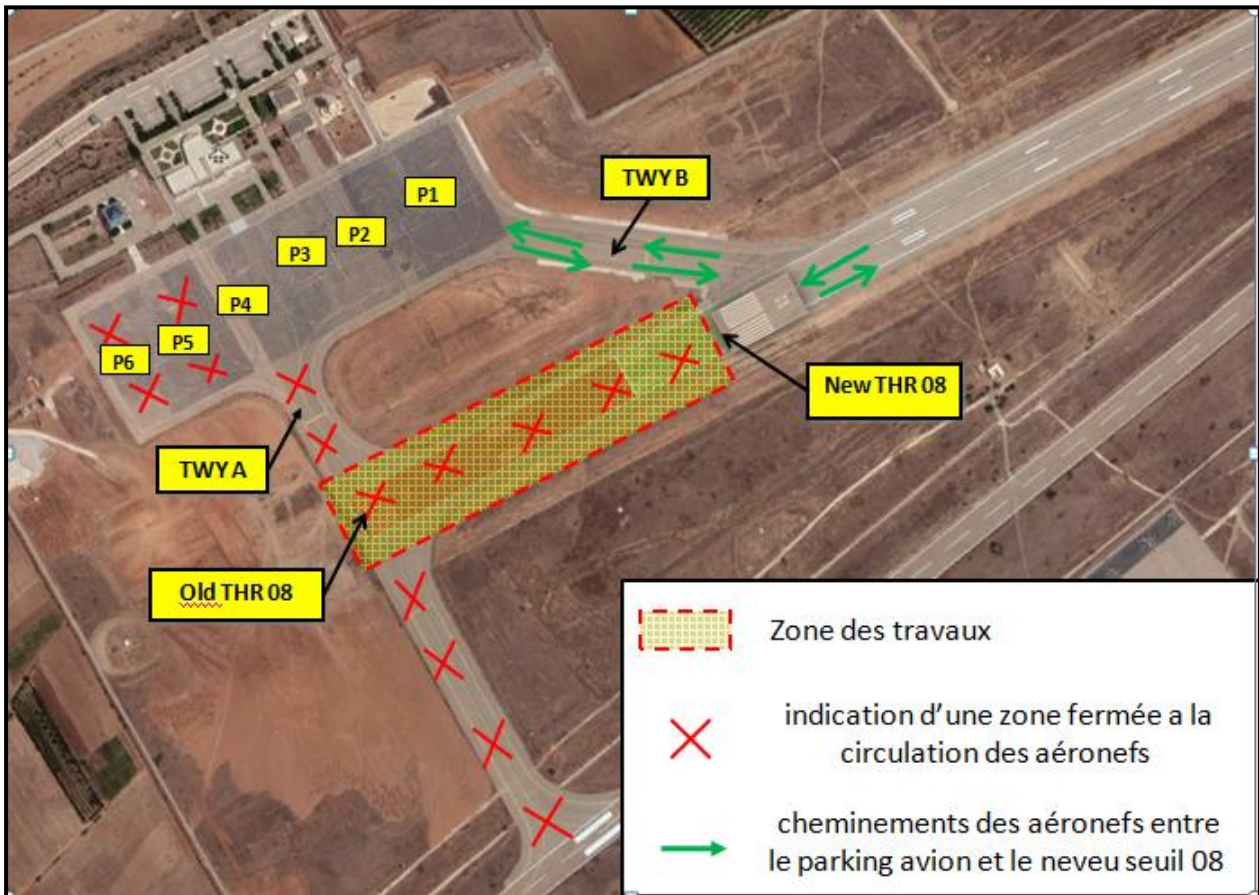 TWY B
P1
P2
P3
P4
P5
P6
New THR 08
TWY A
Old THR 08
Zone des travaux
indication d'une zone fermée a la
circulation des aéronefs
cheminements des aéronefs entre
le parking avion et le neveu seuil 08